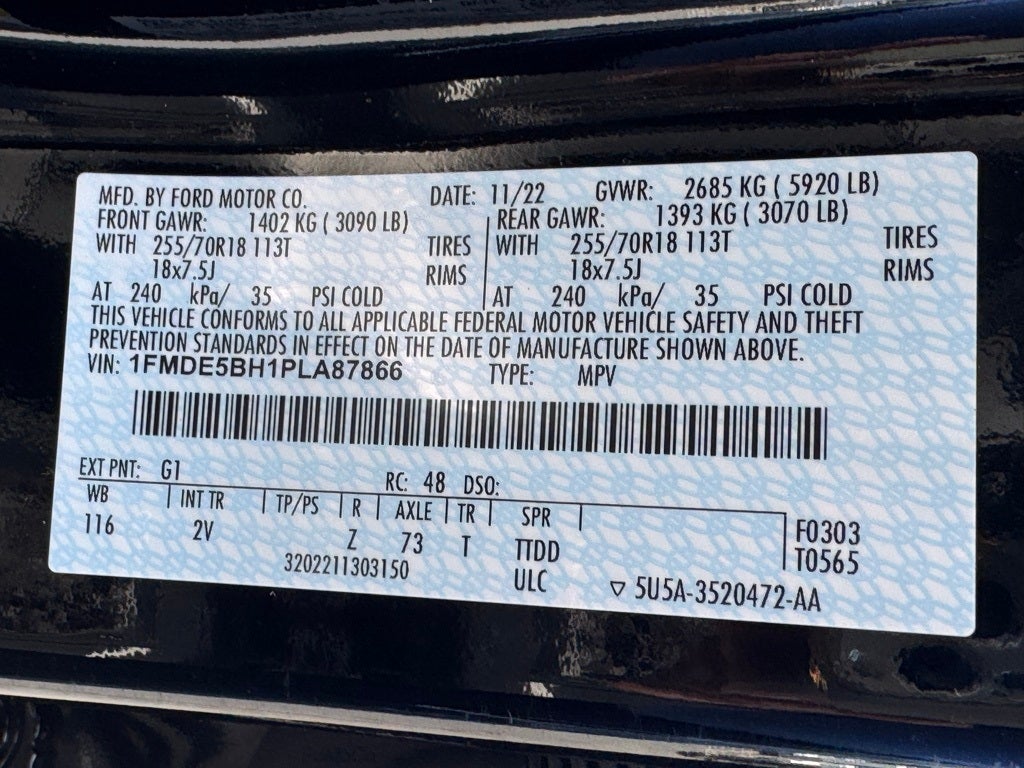 MFD. BY FORD MOTOR CO. DATE: 11/22 GVWR: 2685 KG ( 5920 LB)
FRONT GAWR: 1402 KG ( 3090 LB) REAR GAWR: 1393 KG ( 3070 LB)
WITH 255/70R18 113T TIRES WITH 255/70R18 113T TIRES
18x7.5J RIMS 18x7.5J RIMS
AT 240 kPa/ 35 PSI COLD AT 240 kPa/ 35 PSI COLD
THIS VEHICLE CONFORMS TO ALL APPLICABLE FEDERAL MOTOR VEHICLE SAFETY AND THEFT
PREVENTION STANDARDS IN EFFECT ON THE DATE OF MANUFACTURE SHOWN ABOVE.
VIN: 1FMDE5BH1PLA87866 TYPE: MPV
EXT PNT: G1 RC: 48 DSO:
WB INT TR TP/PS R AXLE TR SPR
116 2V Z 73 T TTDD
F0303
T0565
3202211303150 ULC 5U5A-3520472-AA